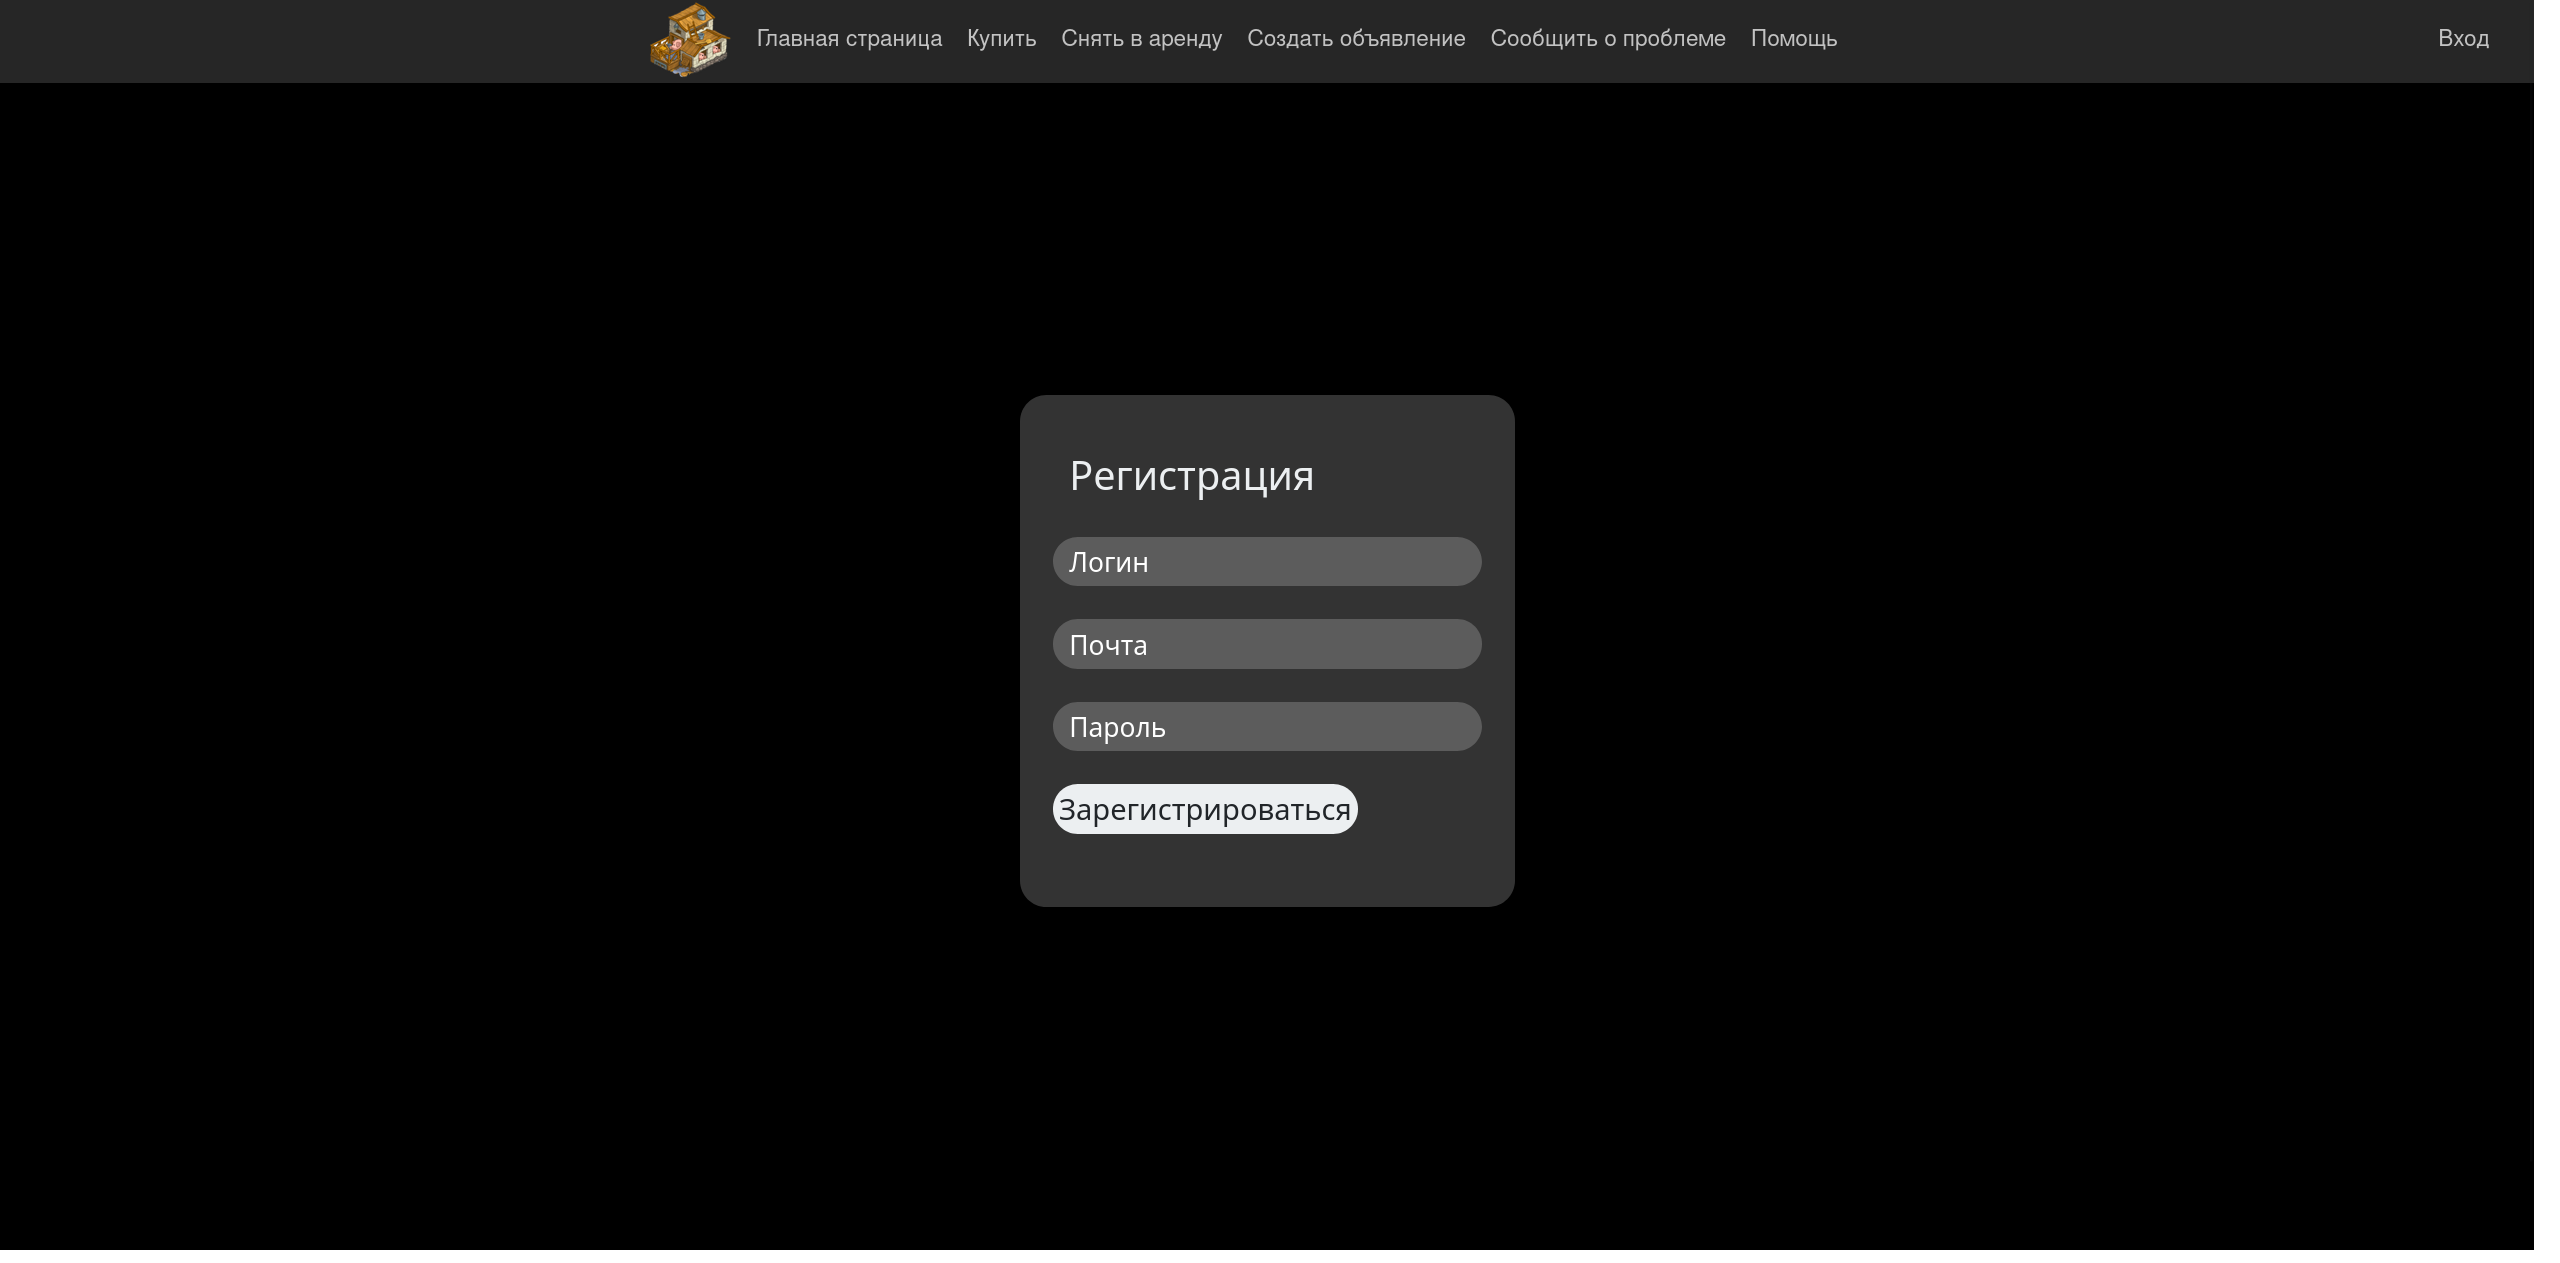 Главная страница Купить Снять в аренду Создать объявление Сообщить о проблеме Помощь Вход
Регистрация
Логин
Почта
Пароль
Зарегистрироваться